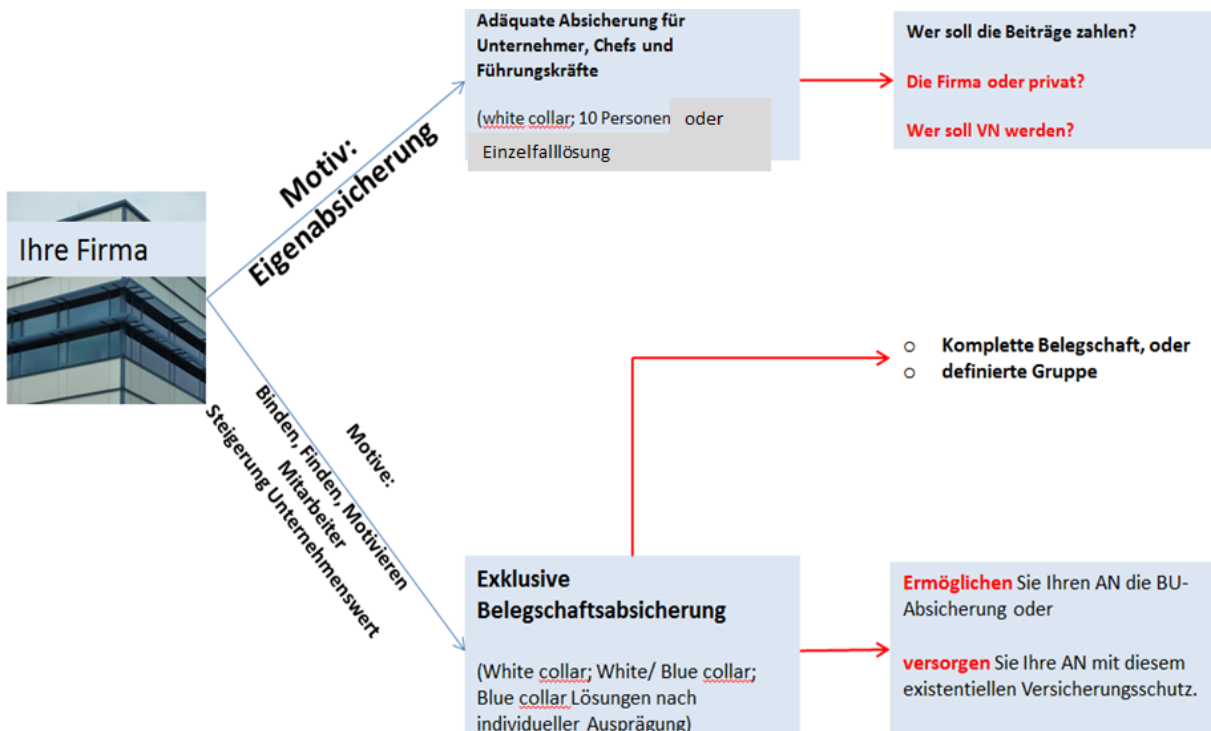 Ihre Firma
Motiv:
Eigenabsicherung
Adäquate Absicherung für
Unternehmer, Chefs und
Führungskräfte
(white collar; 10 Personen oder
Einzelfalllösung
Wer soll die Beiträge zahlen?
Die Firma oder privat?
Wer soll VN werden?
Motive:
Binden, Finden, Motivieren
Mitarbeiter
Steigerung Unternehmenswert
Komplette Belegschaft, oder
definierte Gruppe
Exklusive
Belegschaftsabsicherung
(White collar; White/ Blue collar;
Blue collar Lösungen nach
individueller Ausprägung)
Ermöglichen Sie Ihren AN die BU-
Absicherung oder
versorgen Sie Ihre AN mit diesem
existentiellen Versicherungsschutz.